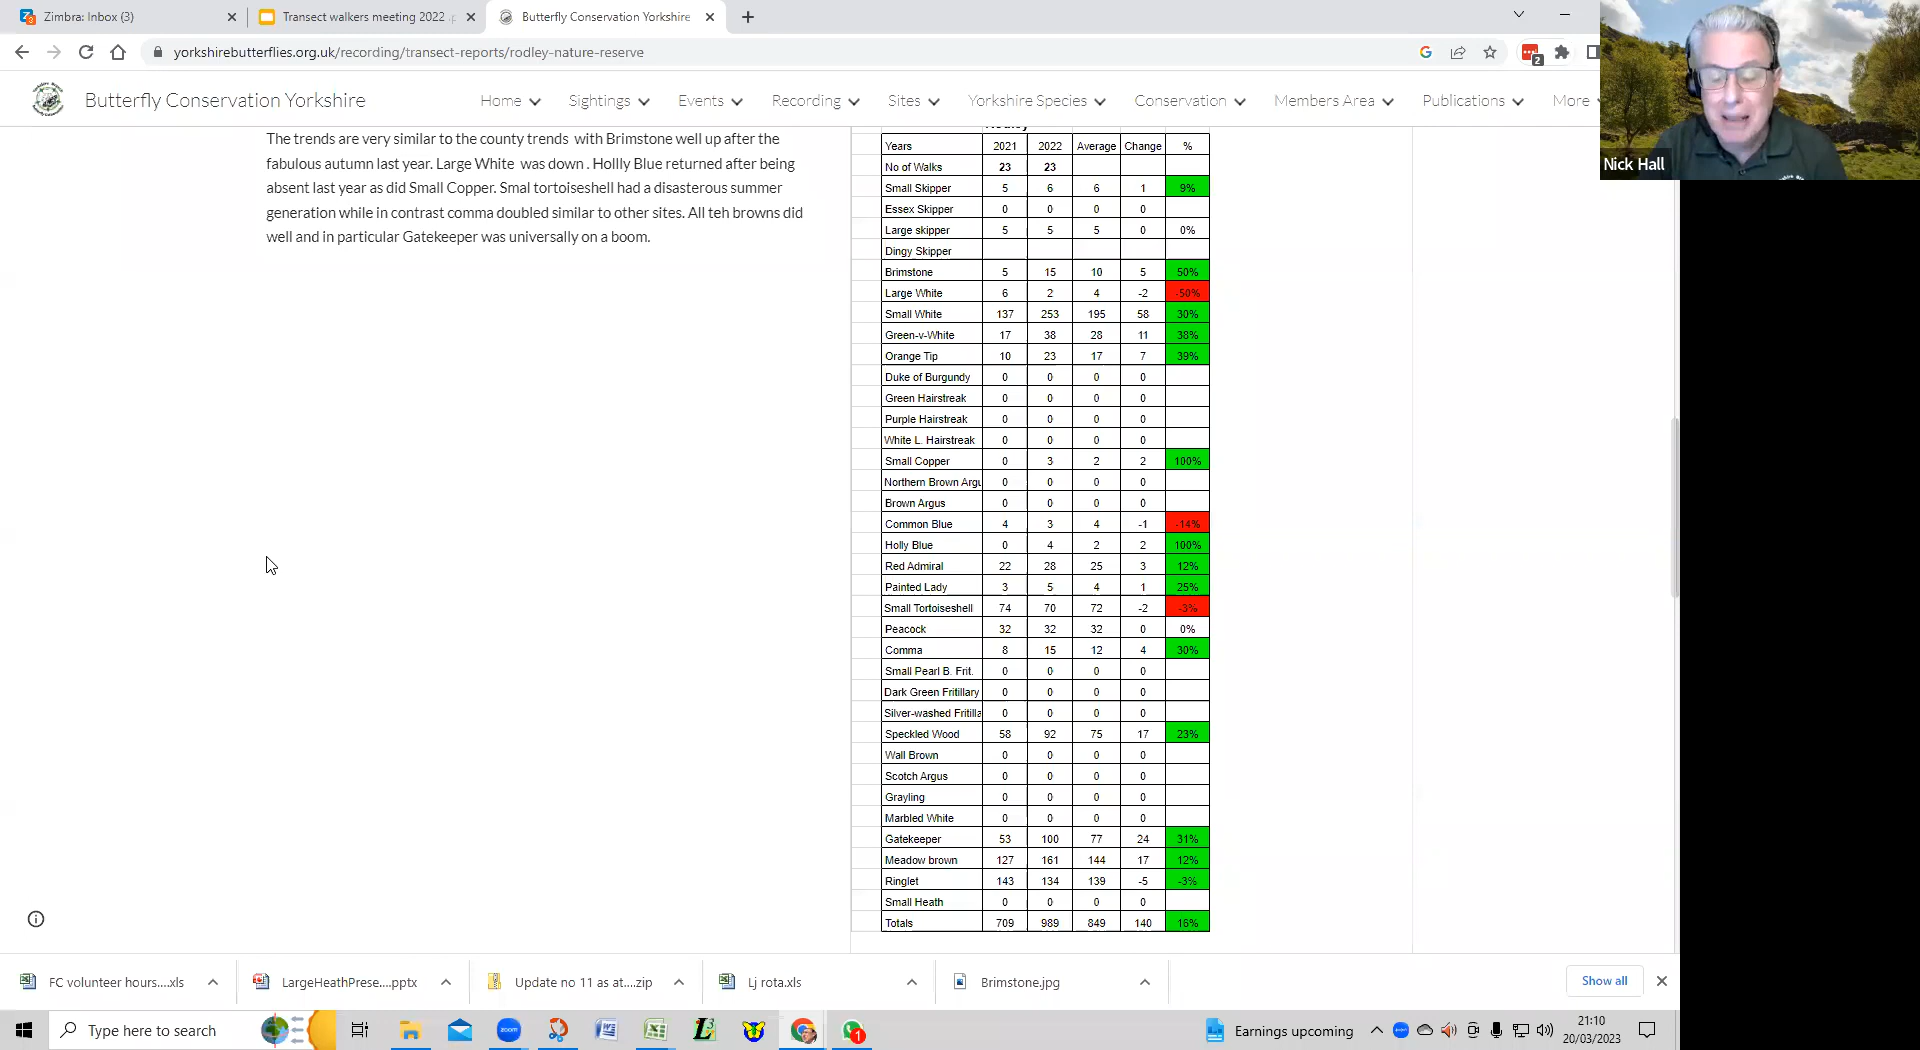 Zimbra: Inbox (3)
Transect walkers meeting 2022
Butterfly Conservation Yorkshire
yorkshirebutterflies.org.uk/recording/transect-reports/rodley-nature-reserve
2
Butterfly Conservation Yorkshire
Home Sightings Events Recording Sites Yorkshire Species Conservation Members Area Publications More
Nick Hall
The trends are very similar to the county trends with Brimstone well up after the
fabulous autumn last year. Large White was down . Hollly Blue returned after being
absent last year as did Small Copper. Smal tortoiseshell had a disasterous summer
generation while in contrast comma doubled similar to other sites. All teh browns did
well and in particular Gatekeeper was universally on a boom.
Years 2021 2022 Average Change %
No of Walks 23 23
Small Skipper 5 6 6 1 9%
Essex Skipper 0 0 0 0
Large skipper 5 5 5 0 0%
Dingy Skipper
Brimstone 5 15 10 5 50%
Large White 6 2 4 -2 -50%
Small White 137 253 195 58 30%
Green-v-White 17 38 28 11 38%
Orange Tip 10 23 17 7 39%
Duke of Burgundy 0 0 0 0
Green Hairstreak 0 0 0 0
Purple Hairstreak 0 0 0 0
White L. Hairstreak 0 0 0 0
Small Copper 0 3 2 2 100%
Northern Brown Argu 0 0 0 0
Brown Argus 0 0 0 0
Common Blue 4 3 4 -1 -14%
Holly Blue 0 4 2 2 100%
Red Admiral 22 28 25 3 12%
Painted Lady 3 5 4 1 25%
Small Tortoiseshell 74 70 72 -2 -3%
Peacock 32 32 32 0 0%
Comma 8 15 12 4 30%
Small Pearl B. Frit. 0 0 0 0
Dark Green Fritillary 0 0 0 0
Silver-washed Fritilla 0 0 0 0
Speckled Wood 58 92 75 17 23%
Wall Brown 0 0 0 0
Scotch Argus 0 0 0 0
Grayling 0 0 0 0
Marbled White 0 0 0 0
Gatekeeper 53 100 77 24 31%
Meadow brown 127 161 144 17 12%
Ringlet 143 134 139 -5 -3%
Small Heath 0 0 0 0
Totals 709 989 849 140 16%
FC volunteer hours....xls
LargeHeathPrese....pptx
Update no 11 as at....zip
Lj rota.xls
Brimstone.jpg
Show all
Type here to search
zoom
1
Earnings upcoming
21:10
20/03/2023